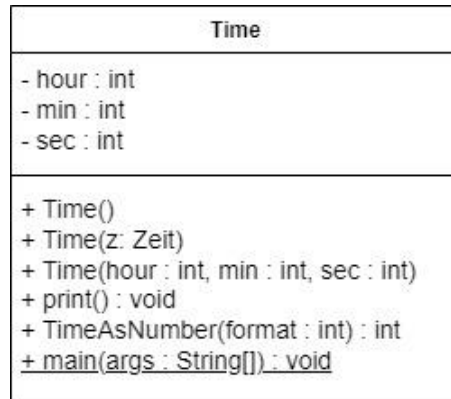 Time
- hour : int
- min : int
- sec : int
+ Time()
+ Time(z: Zeit)
+ Time(hour : int, min : int, sec : int)
+ print() : void
+ TimeAsNumber(format : int) : int
+ main(args : String[]) : void